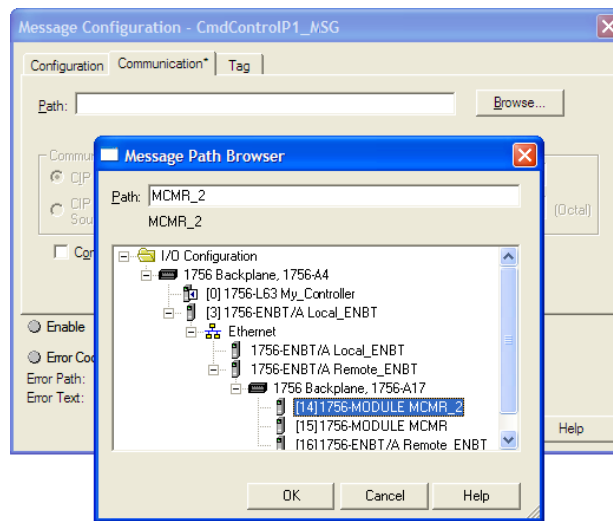 Message Configuration - CmdControlP1_MSG
Configuration Communication* Tag
Path: Browse...
Message Path Browser
Path: MCMR_2
MCMR_2
CIP
CIP
(Octal)
I/O Configuration
1756 Backplane, 1756-A4
[0] 1756-L63 My_Controller
[3] 1756-ENBT/A Local_ENBT
Ethernet
1756-ENBT/A Local_ENBT
1756-ENBT/A Remote_ENBT
1756 Backplane, 1756-A17
[14] 1756-MODULE MCMR_2
[15] 1756-MODULE MCMR
[16] 1756-ENBT/A Remote_ENBT
Enable
Error Path:
Error Text:
Help
OK Cancel Help